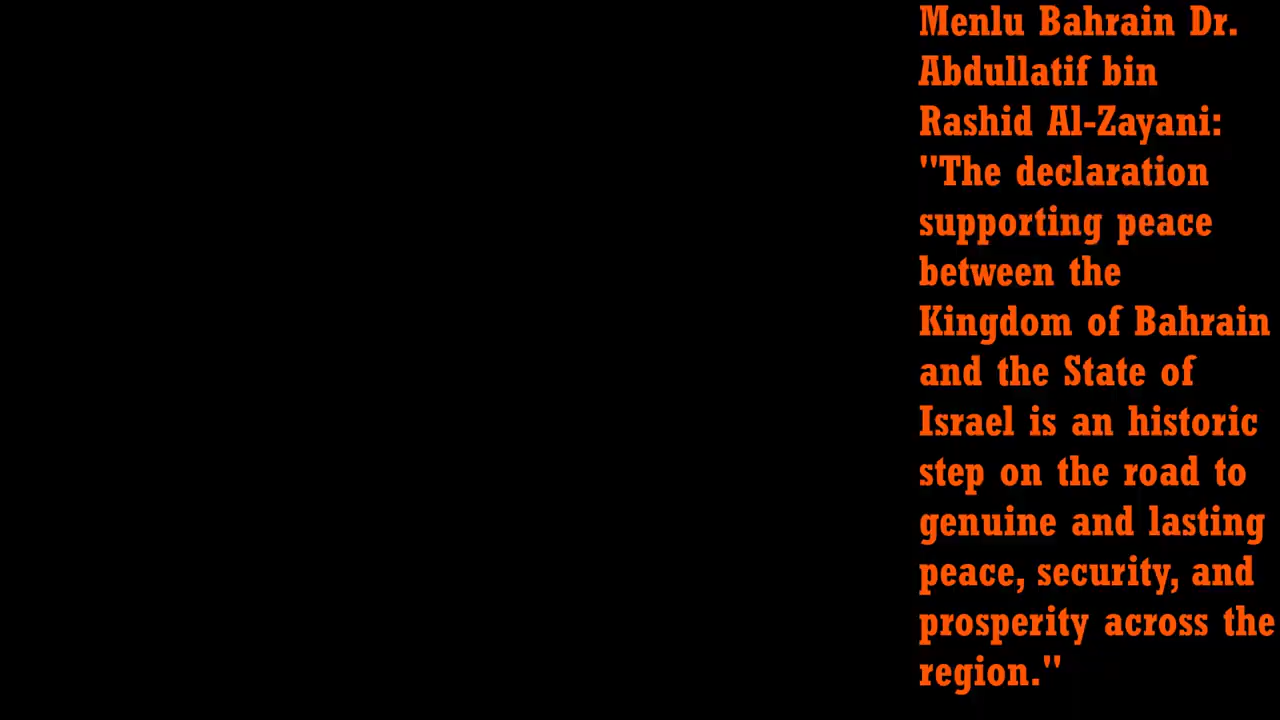 Menlu Bahrain Dr.
Abdullatif bin
Rashid Al-Zayani:
"The declaration
supporting peace
between the
Kingdom of Bahrain
and the State of
Israel is an historic
step on the road to
genuine and lasting
peace, security, and
prosperity across the
region."